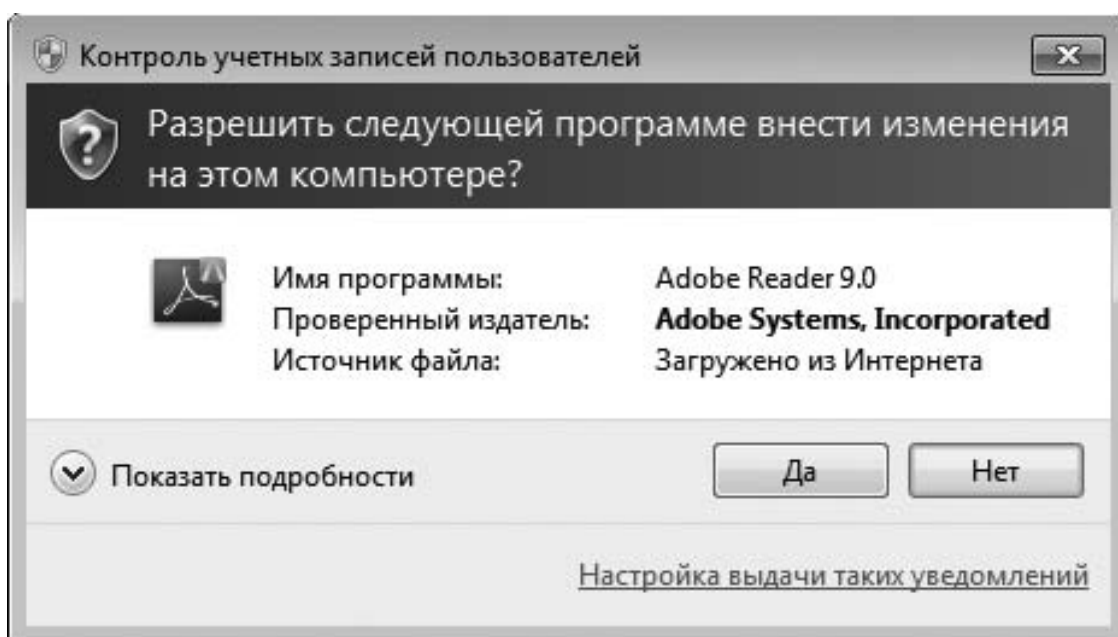 Контроль учетных записей пользователей
Разрешить следующей программе внести изменения
на этом компьютере?
Имя программы: Adobe Reader 9.0
Проверенный издатель: Adobe Systems, Incorporated
Источник файла: Загружено из Интернета
Показать подробности Да Нет
Настройка выдачи таких уведомлений